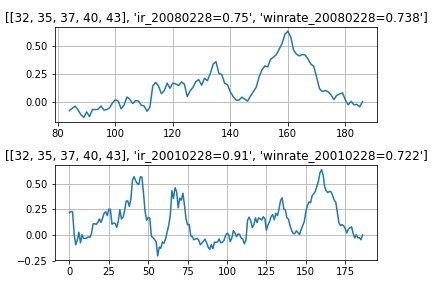 [[32, 35, 37, 40, 43], 'ir_20080228=0.75', 'winrate_20080228=0.738']
0.50
0.25
0.00
80 100 120 140 160 180
[[32, 35, 37, 40, 43], 'ir_20010228=0.91', 'winrate_20010228=0.722']
0.50
0.25
0.00
−0.25
0 25 50 75 100 125 150 175